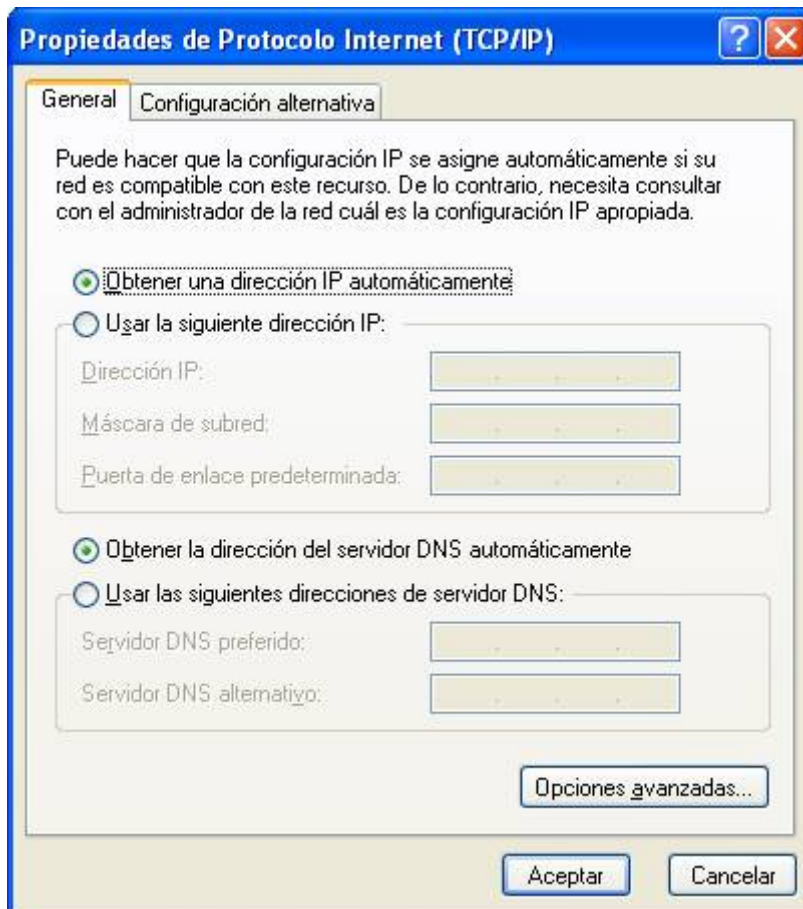 Propiedades de Protocolo Internet (TCP/IP)
General
Configuración alternativa
Puede hacer que la configuración IP se asigne automáticamente si su
red es compatible con este recurso. De lo contrario, necesita consultar
con el administrador de la red cuál es la configuración IP apropiada.
Obtener una dirección IP automáticamente
Usar la siguiente dirección IP:
Dirección IP:
Máscara de subred:
Puerta de enlace predeterminada:
Obtener la dirección del servidor DNS automáticamente
Usar las siguientes direcciones de servidor DNS:
Servidor DNS preferido:
Servidor DNS alternativo:
Opciones avanzadas...
Aceptar
Cancelar